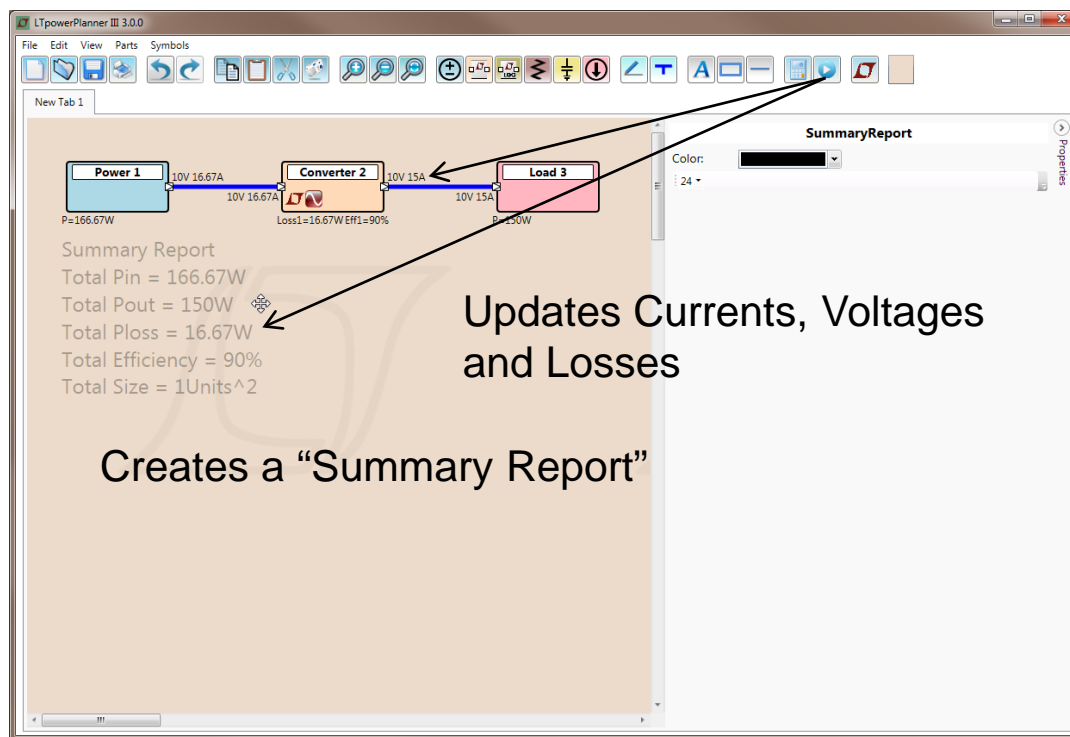 LTpowerPlanner III 3.0.0
File Edit View Parts Symbols
LDO
A
New Tab 1
SummaryReport
Color:
24
Properties
Power 1
Converter 2
Load 3
10V 16.67A
10V 15A
10V 16.67A
10V 15A
P=166.67W
Loss1=16.67W Eff1=90%
P=150W
Summary Report
Total Pin = 166.67W
Total Pout = 150W
Total Ploss = 16.67W
Total Efficiency = 90%
Total Size = 1Units^2
Updates Currents, Voltages
and Losses
Creates a “Summary Report”